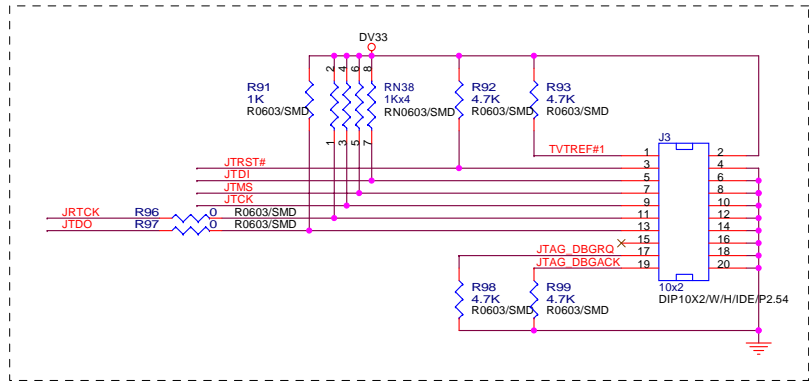 DV33
R91
1K
R0603/SMD
2
4
6
8
1
3
5
7
RN38
1Kx4
RN0603/SMD
R92
4.7K
R0603/SMD
R93
4.7K
R0603/SMD
J3
TVTREF#1
JTRST#
JTDI
JTMS
JTCK
JRTCK
R96
0
R0603/SMD
JTDO
R97
0
R0603/SMD
JTAG_DBGRQ
JTAG_DBGACK
1 2
3 4
5 6
7 8
9 10
11 12
13 14
15 16
17 18
19 20
10x2
DIP10X2/W/H/IDE/P2.54
R98
4.7K
R0603/SMD
R99
4.7K
R0603/SMD